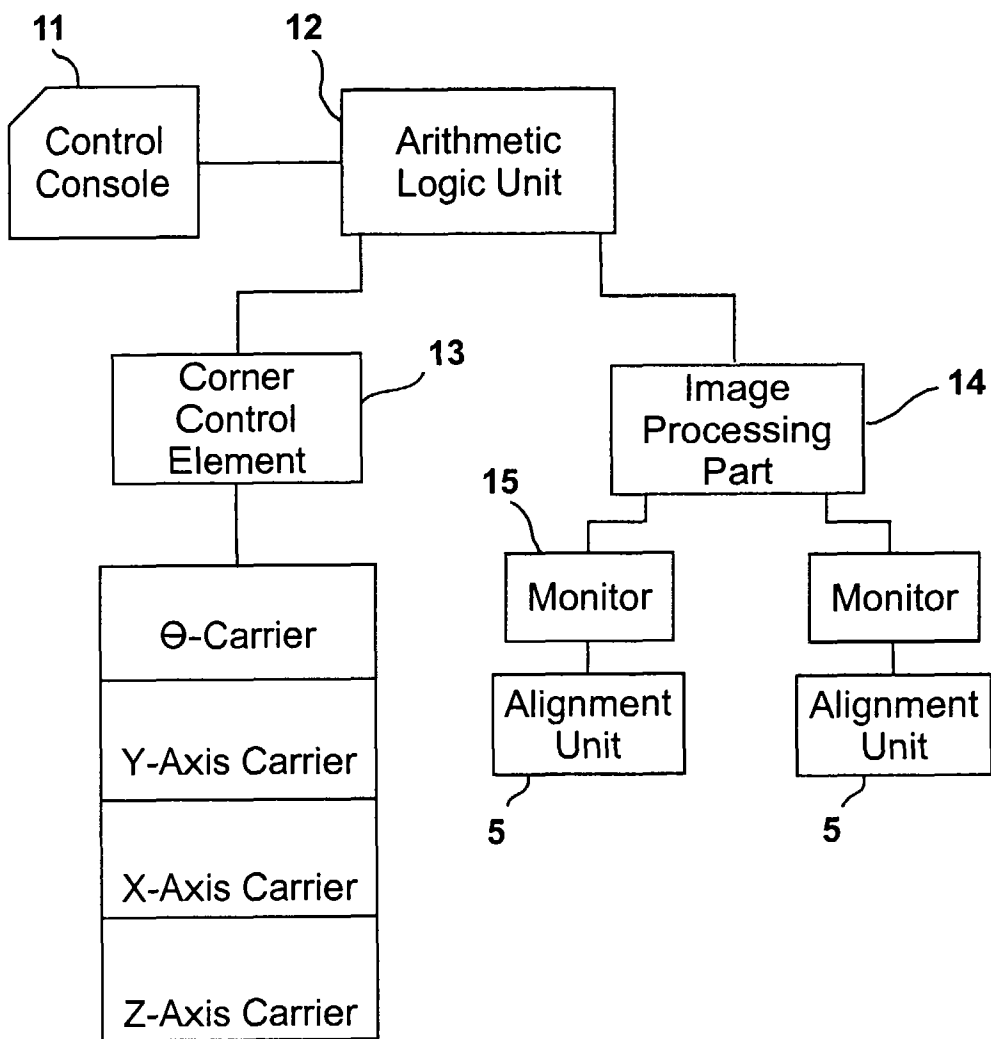 11
12
Control
Console
Arithmetic
Logic Unit
13
Corner
Control
Element
14
Image
Processing
Part
15
Monitor
Monitor
Θ-Carrier
Alignment
Unit
Alignment
Unit
Y-Axis Carrier
5
5
X-Axis Carrier
Z-Axis Carrier